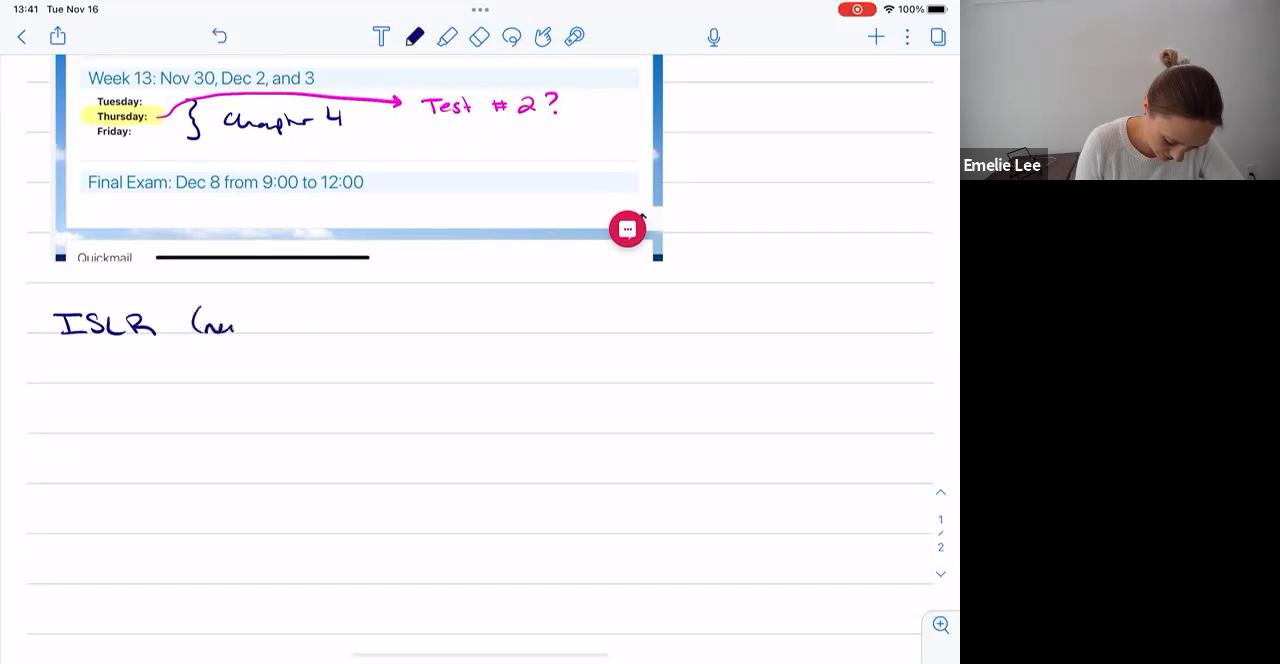 13:41 Tue Nov 16
100%
T
Week 13: Nov 30, Dec 2, and 3
Tuesday:
Thursday:
Friday:
Chapter 4
Test # 2?
Final Exam: Dec 8 from 9:00 to 12:00
Quickmail
ISLR
1
/
2
Emelie Lee